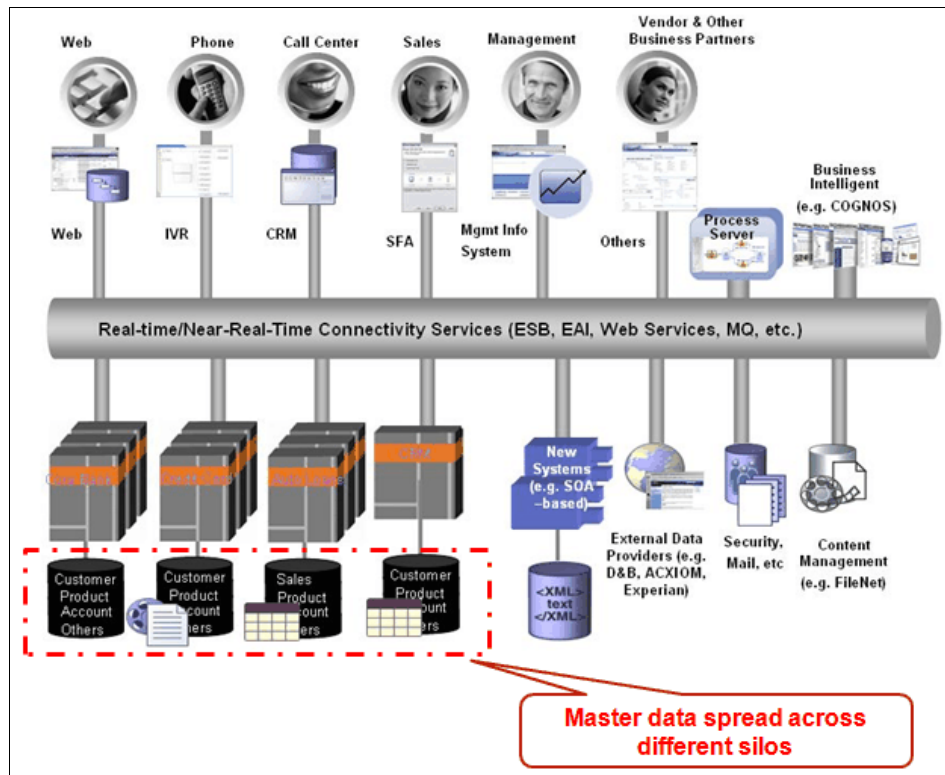 Web
Phone
Call Center
Sales
Management
Vendor & Other
Business Partners
Web
IVR
CRM
SFA
Mgmt Info
System
Others
Process
Server
Business
Intelligent
(e.g. COGNOS)
Real-time/Near-Real-Time Connectivity Services (ESB, EAI, Web Services, MQ, etc.)
New
Systems
(e.g. SOA
–based)
External Data
Providers (e.g.
D&B, ACXIOM,
Experian)
Security,
Mail, etc
Content
Management
(e.g. FileNet)
Customer
Product
Account
Others
Customer
Product
Account
Sales
Product
Account
Customer
Product
Account
<XML>
text
</XML>
Master data spread across
different silos